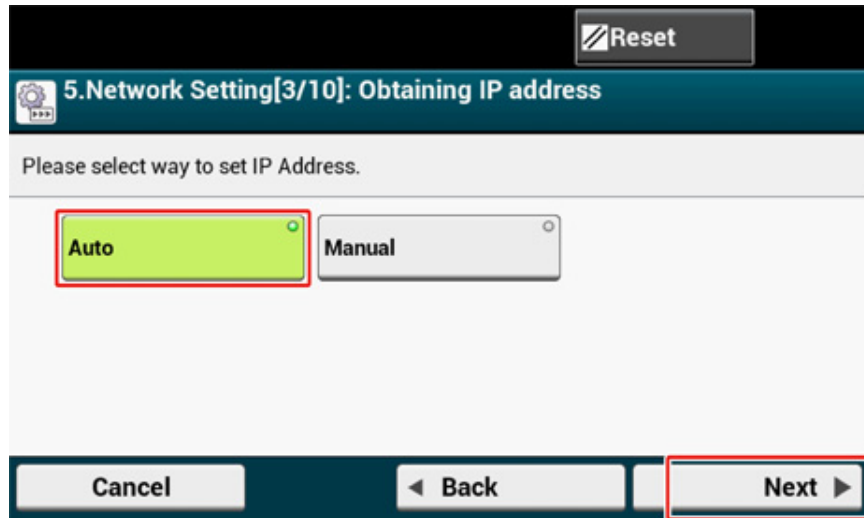 Reset
5.Network Setting[3/10]: Obtaining IP address
Please select way to set IP Address.
Auto
Manual
Cancel
Back
Next